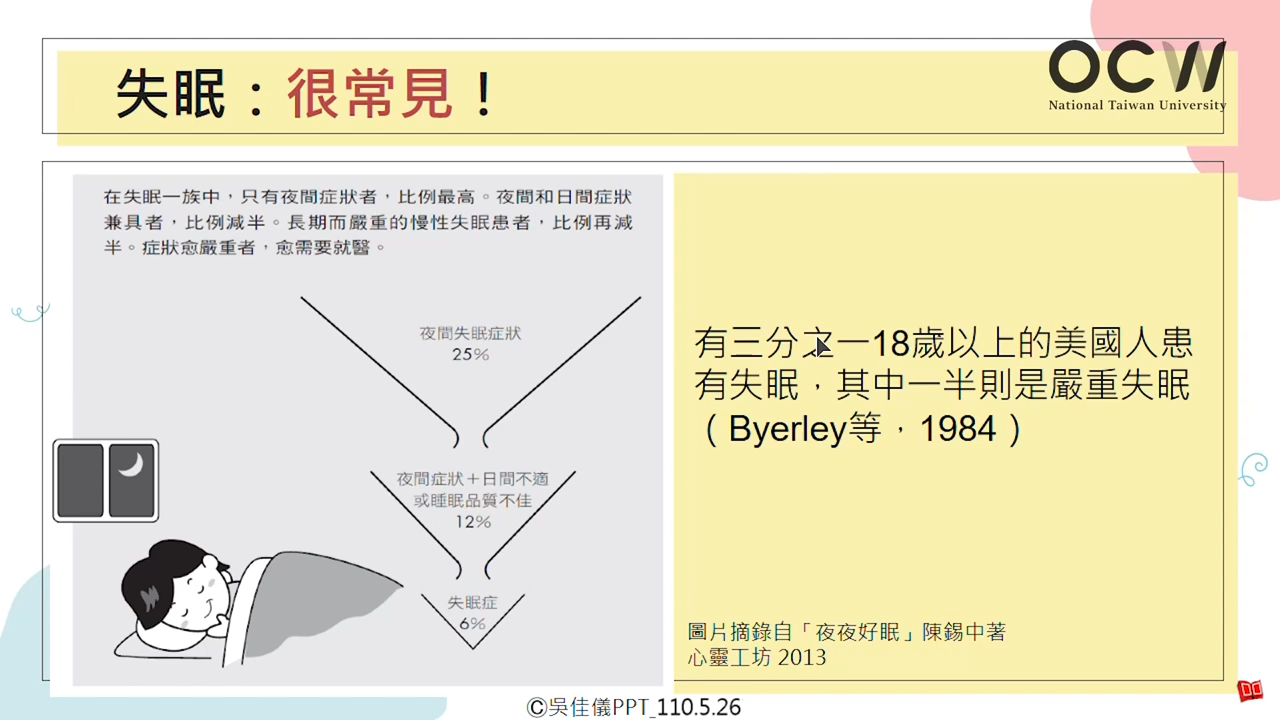 失眠：很常見！
OCW
National Taiwan University
在失眠一族中，只有夜間症狀者，比例最高。夜間和日間症狀
兼具者，比例減半。長期而嚴重的慢性失眠患者，比例再減
半。症狀愈嚴重者，愈需要就醫。
夜間失眠症狀
25%
夜間症狀＋日間不適
或睡眠品質不佳
12%
失眠症
6%
有三分之一18歲以上的美國人患
有失眠，其中一半則是嚴重失眠
（Byerley等，1984）
圖片摘錄自「夜夜好眠」陳錫中著
心靈工坊 2013
©吳佳儀PPT_110.5.26